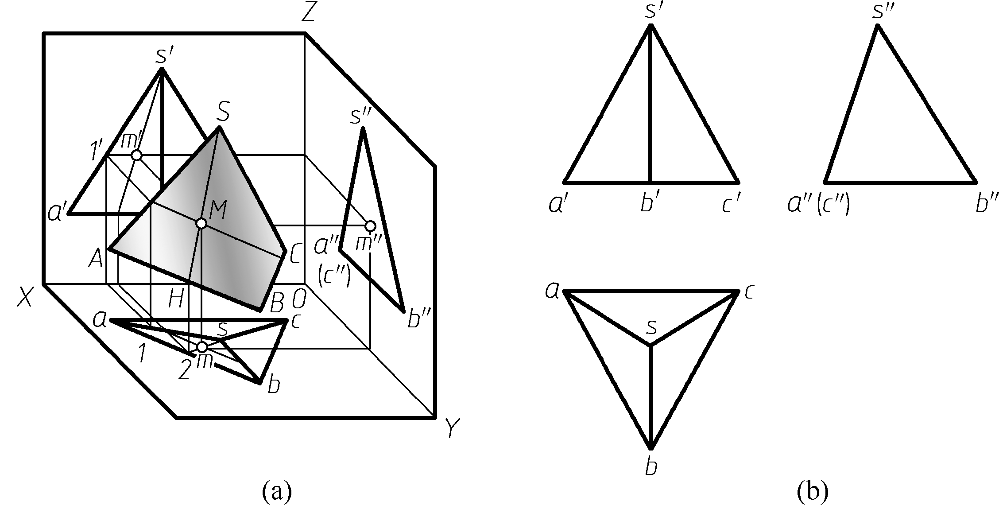 Z
s'
S
s"
1'
m'
M
a'
a"
m"
A
C
(c")
X
H
B
O
a
s
c
b"
1
2
m
b
Y
(a)
s'
s"
a'
b'
c'
a" (c")
b"
a
c
s
b
(b)